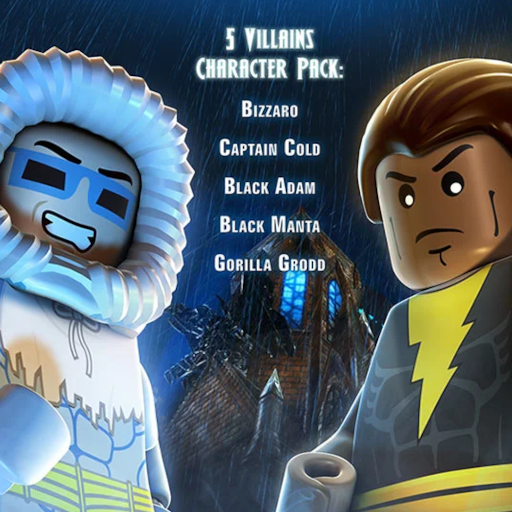 5 Villains
Character Pack:
Bizzaro
Captain Cold
Black Adam
Black Manta
Gorilla Grodd